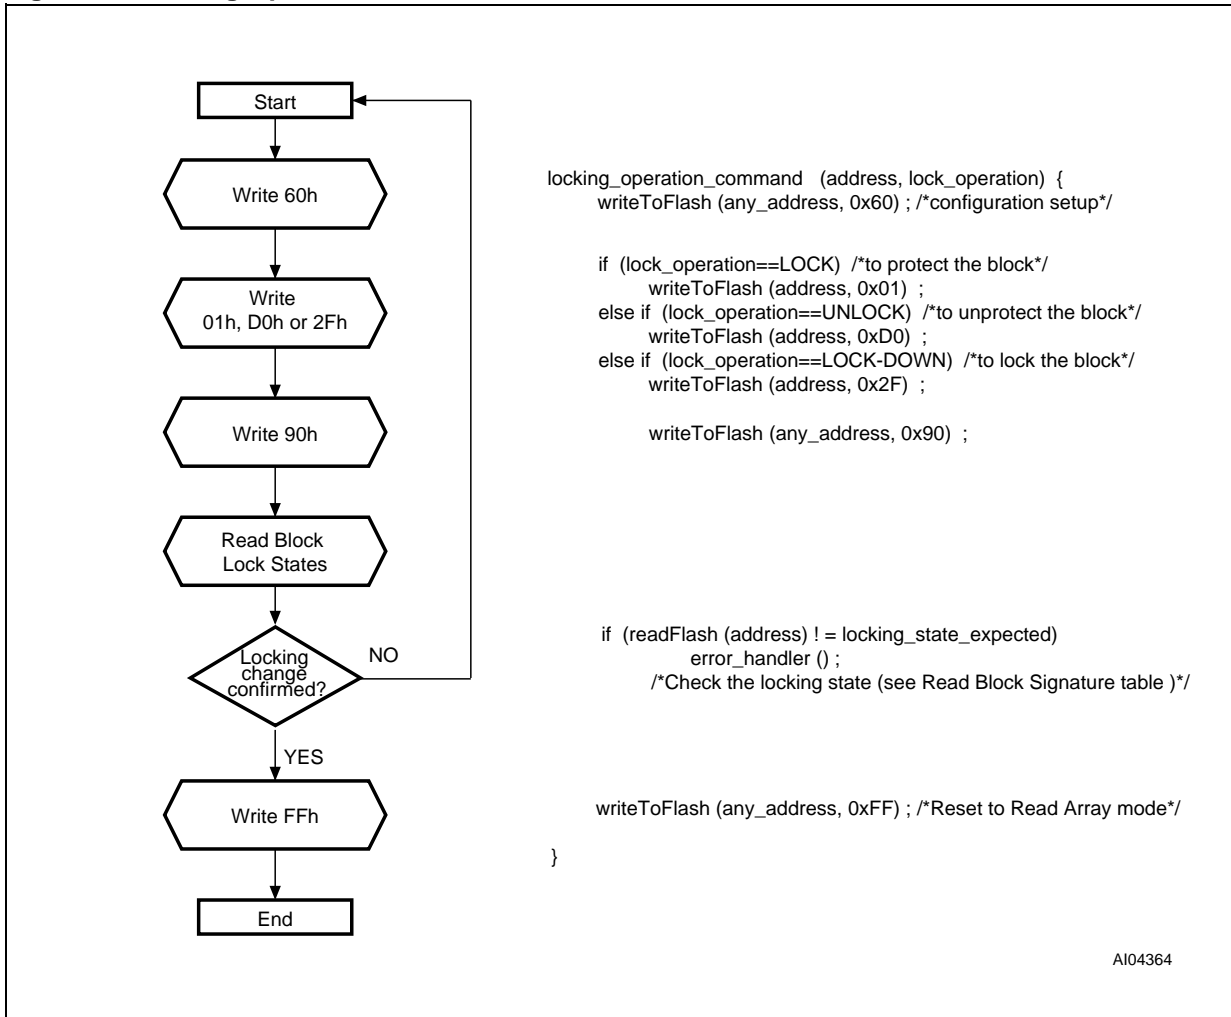 Start
Write 60h
Write
01h, D0h or 2Fh
Write 90h
Read Block
Lock States
Locking
change
confirmed?
NO
YES
Write FFh
End
locking_operation_command (address, lock_operation) {
writeToFlash (any_address, 0x60) ; /*configuration setup*/
if (lock_operation==LOCK) /*to protect the block*/
writeToFlash (address, 0x01) ;
else if (lock_operation==UNLOCK) /*to unprotect the block*/
writeToFlash (address, 0xD0) ;
else if (lock_operation==LOCK-DOWN) /*to lock the block*/
writeToFlash (address, 0x2F) ;
writeToFlash (any_address, 0x90) ;
if (readFlash (address) ! = locking_state_expected)
error_handler () ;
/*Check the locking state (see Read Block Signature table )*/
writeToFlash (any_address, 0xFF) ; /*Reset to Read Array mode*/
}
AI04364